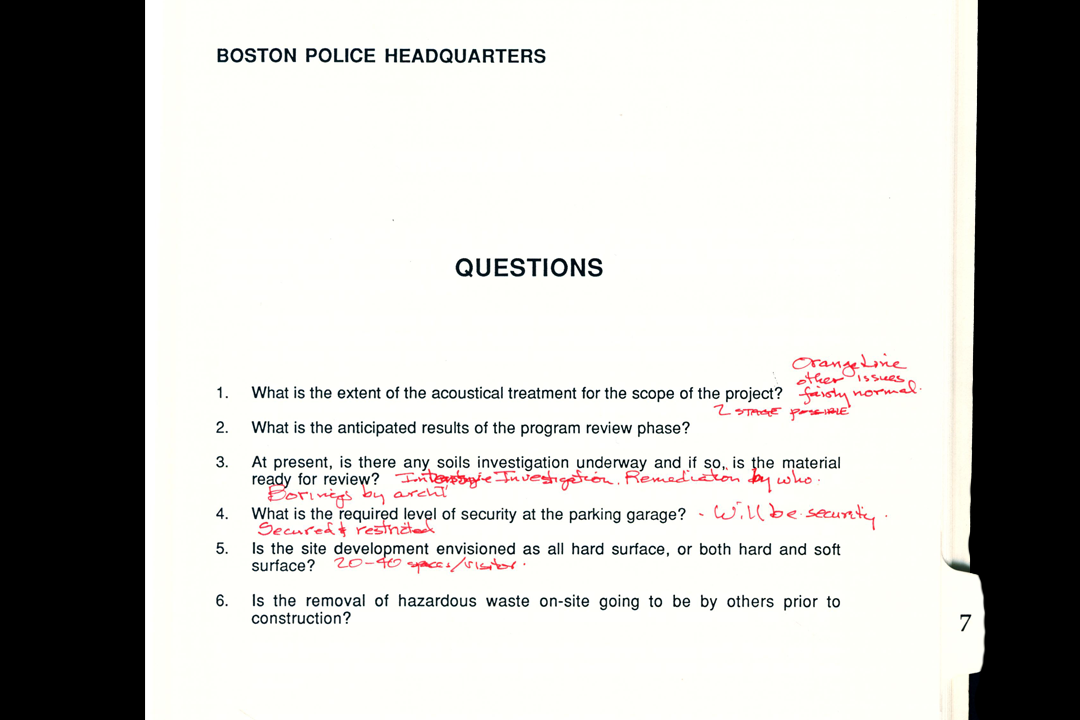 BOSTON POLICE HEADQUARTERS
QUESTIONS
Orange Line
other issues
1. What is the extent of the acoustical treatment for the scope of the project? fairly normal.
2 STAGE POSSIBLE
2. What is the anticipated results of the program review phase?
3. At present, is there any soils investigation underway and if so, is the material
ready for review? Investigation. Remediation by who.
Borings by archt
4. What is the required level of security at the parking garage? - Will be security.
Secured & restricted
5. Is the site development envisioned as all hard surface, or both hard and soft
surface? 20-40 spaces/visitor.
6. Is the removal of hazardous waste on-site going to be by others prior to
construction?
7